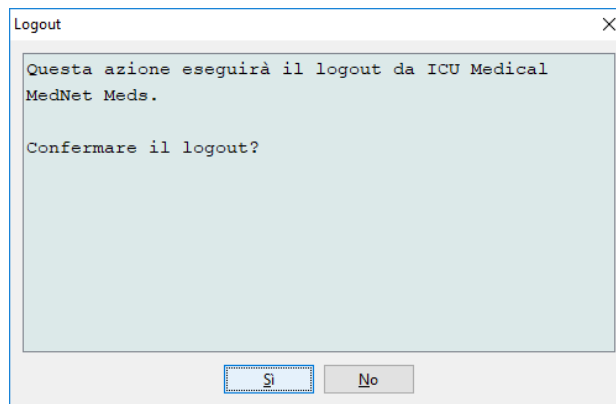 Logout
Questa azione eseguirà il logout da ICU Medical
MedNet Meds.
Confermare il logout?
Sì
No